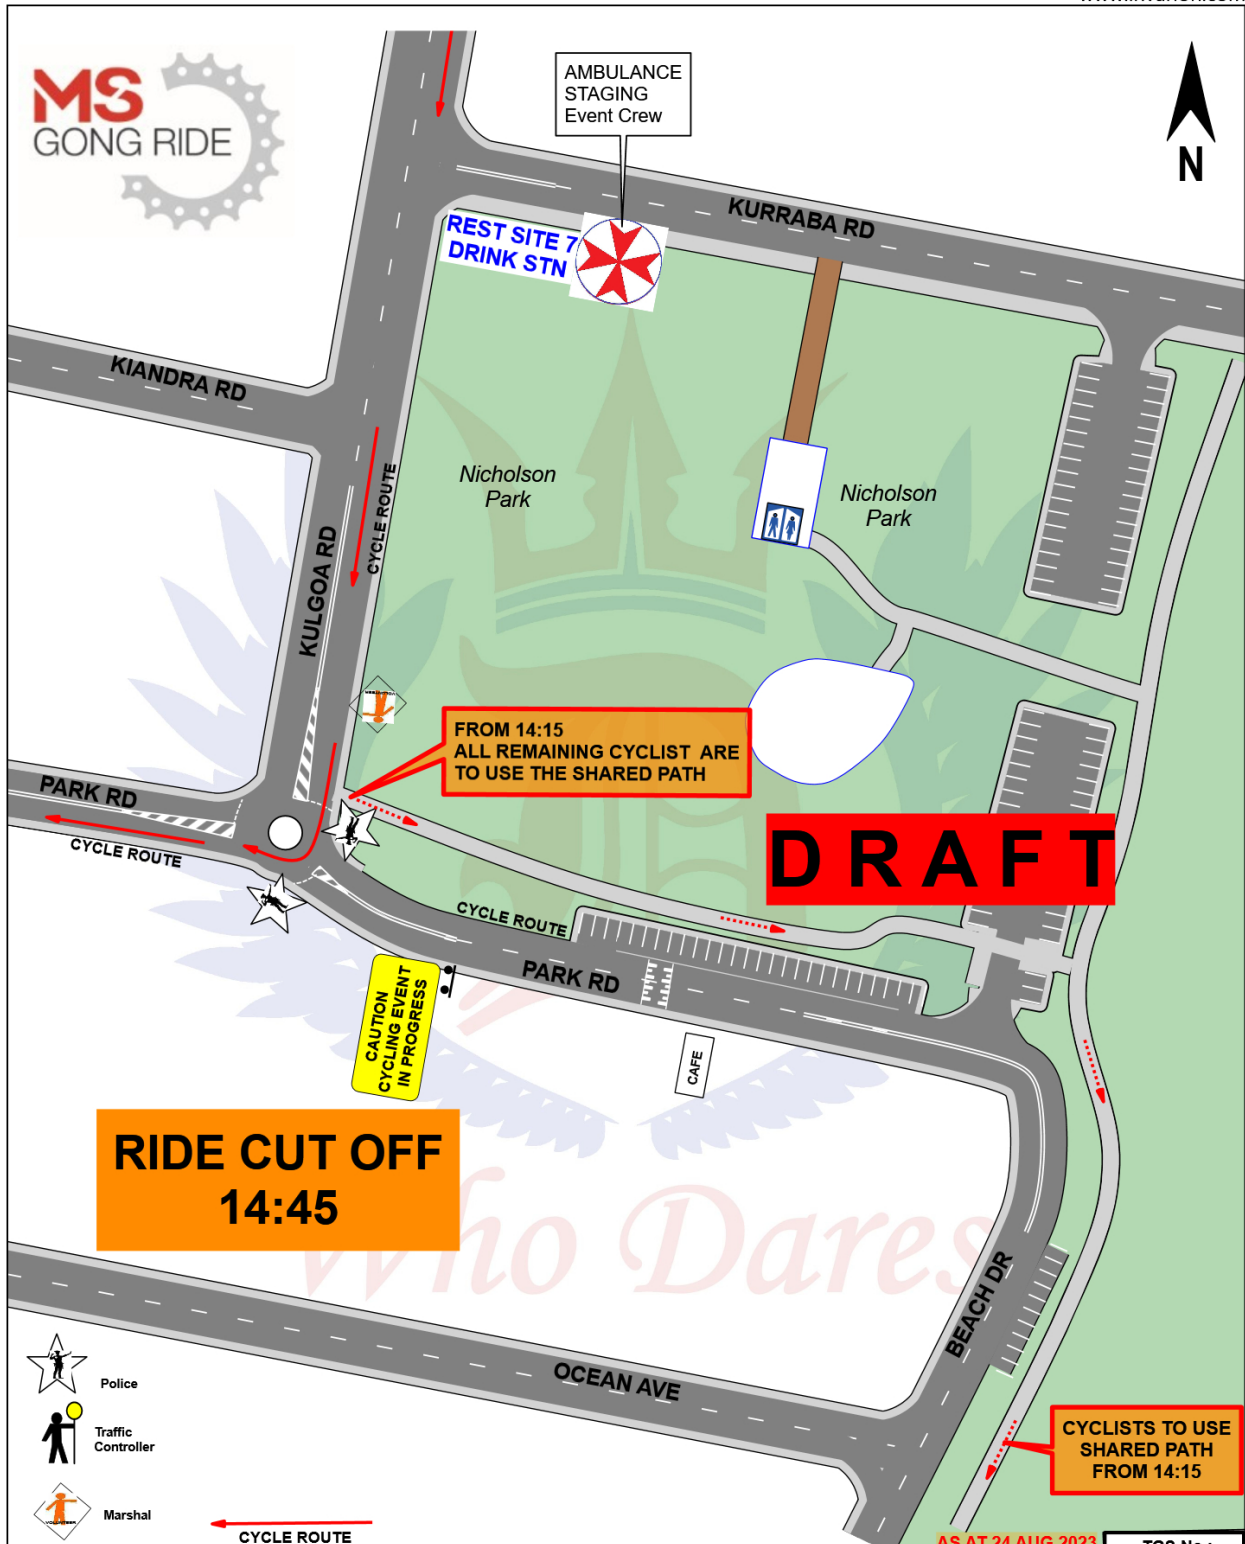 MS
GONG RIDE
AMBULANCE
STAGING
Event Crew
N
KURRABA RD
REST SITE 7
DRINK STN
KIANDRA RD
Nicholson
Park
Nicholson
Park
CYCLE ROUTE
KULGOA RD
FROM 14:15
ALL REMAINING CYCLIST ARE
TO USE THE SHARED PATH
PARK RD
CYCLE ROUTE
DRAFT
CYCLE ROUTE
PARK RD
CAUTION
CYCLING EVENT
IN PROGRESS
CAFE
RIDE CUT OFF
14:45
Who Dares
BEACH DR
OCEAN AVE
Police
Traffic
Controller
VOLUNTEER
Marshal
CYCLE ROUTE
CYCLISTS TO USE
SHARED PATH
FROM 14:15
AS AT 24 AUG 2023